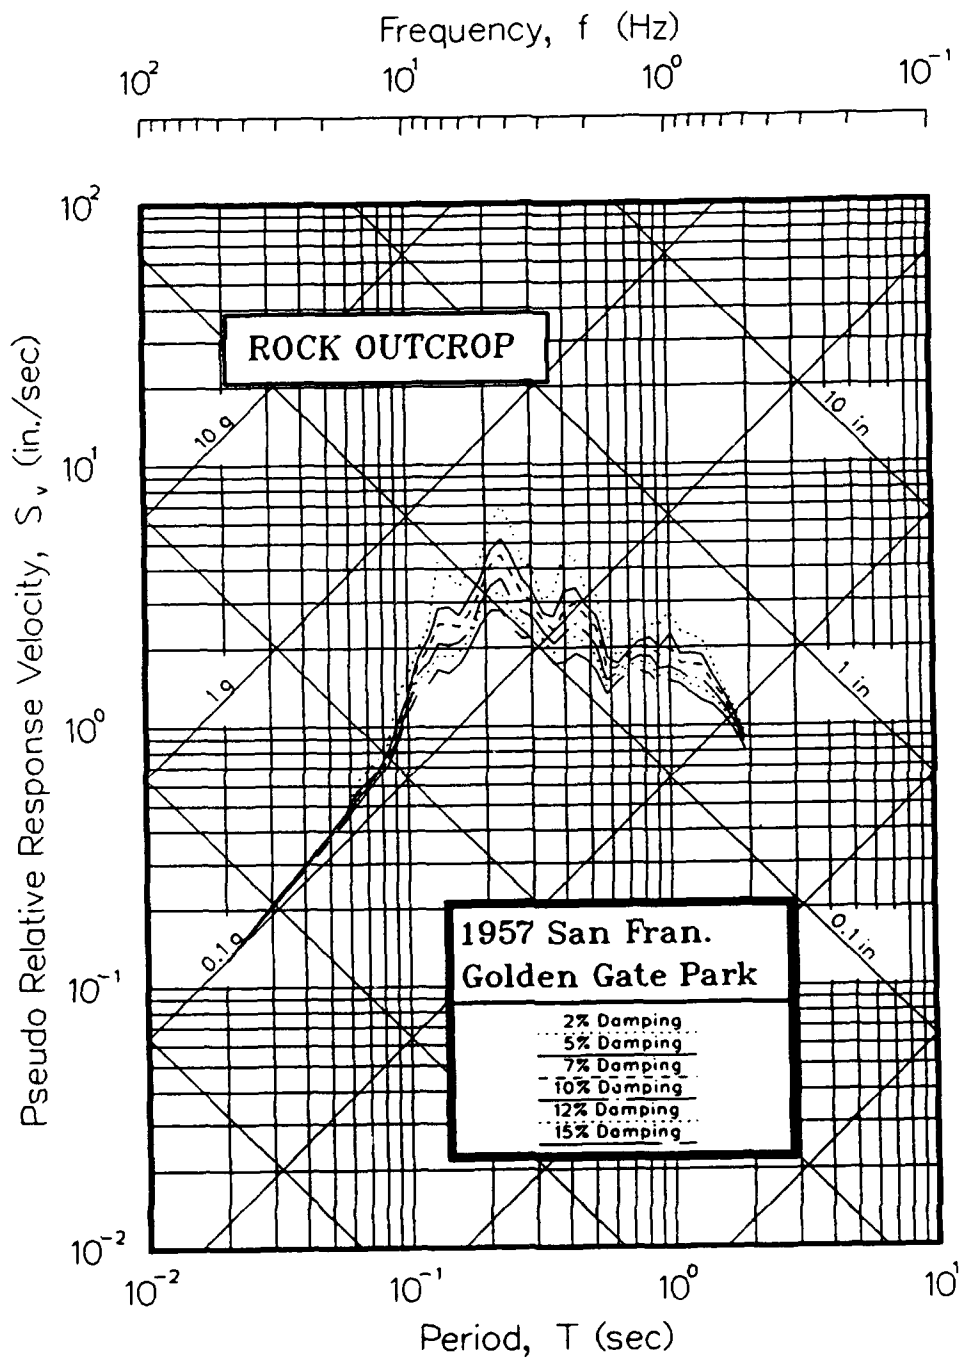 Frequency, f (Hz)
10² 10¹ 10⁰ 10⁻¹
10²
ROCK OUTCROP
10 g
10 in
10¹
1 g
1 in
10⁰
0.1 g
0.1 in
1957 San Fran.
Golden Gate Park
10⁻¹
2% Damping
5% Damping
7% Damping
10% Damping
12% Damping
15% Damping
10⁻²
10⁻² 10⁻¹ 10⁰ 10¹
Period, T (sec)
Pseudo Relative Response Velocity, Sᵥ (in./sec)